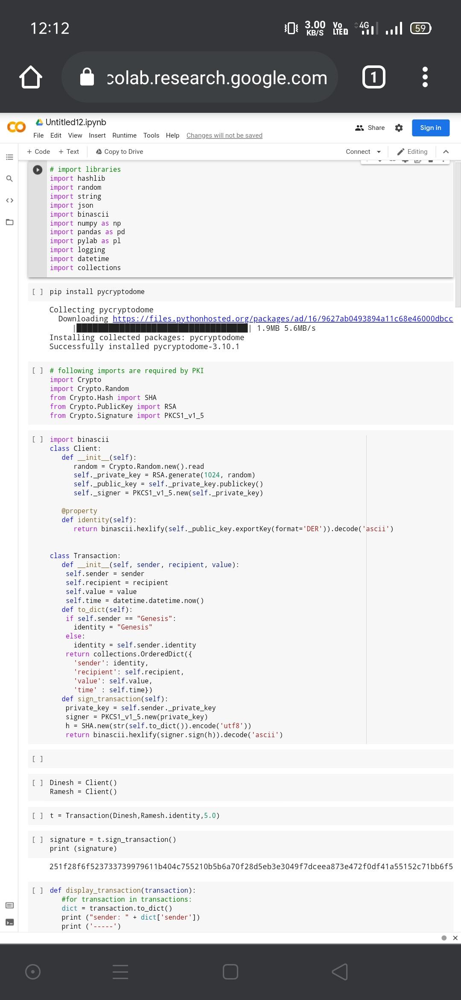 12:12
3.00
KB/S
Vo
LTE
4G
59
colab.research.google.com
1
Untitled12.ipynb
File Edit View Insert Runtime Tools Help Changes will not be saved
Share
Sign in
+ Code + Text Copy to Drive
Connect
Editing
# import libraries
import hashlib
import random
import string
import json
import binascii
import numpy as np
import pandas as pd
import pylab as pl
import logging
import datetime
import collections
[ ] pip install pycryptodome
Collecting pycryptodome
Downloading https://files.pythonhosted.org/packages/ad/16/9627ab0493894a11c68e46000dbcc
| | 1.9MB 5.6MB/s
Installing collected packages: pycryptodome
Successfully installed pycryptodome-3.10.1
[ ] # following imports are required by PKI
import Crypto
import Crypto.Random
from Crypto.Hash import SHA
from Crypto.PublicKey import RSA
from Crypto.Signature import PKCS1_v1_5
[ ] import binascii
class Client:
def __init__(self):
random = Crypto.Random.new().read
self._private_key = RSA.generate(1024, random)
self._public_key = self._private_key.publickey()
self._signer = PKCS1_v1_5.new(self._private_key)
@property
def identity(self):
return binascii.hexlify(self._public_key.exportKey(format='DER')).decode('ascii')
class Transaction:
def __init__(self, sender, recipient, value):
self.sender = sender
self.recipient = recipient
self.value = value
self.time = datetime.datetime.now()
def to_dict(self):
if self.sender == "Genesis":
identity = "Genesis"
else:
identity = self.sender.identity
return collections.OrderedDict({
'sender': identity,
'recipient': self.recipient,
'value': self.value,
'time' : self.time})
def sign_transaction(self):
private_key = self.sender._private_key
signer = PKCS1_v1_5.new(private_key)
h = SHA.new(str(self.to_dict()).encode('utf8'))
return binascii.hexlify(signer.sign(h)).decode('ascii')
[ ]
[ ] Dinesh = Client()
Ramesh = Client()
[ ] t = Transaction(Dinesh,Ramesh.identity,5.0)
[ ] signature = t.sign_transaction()
print (signature)
251f28f6f523733739979611b404c755210b5b6a70f28d5eb3e3049f7dceea873e472f0df41a55152c71bb6f5
[ ] def display_transaction(transaction):
#for transaction in transactions:
dict = transaction.to_dict()
print ("sender: " + dict['sender'])
print ('-----')